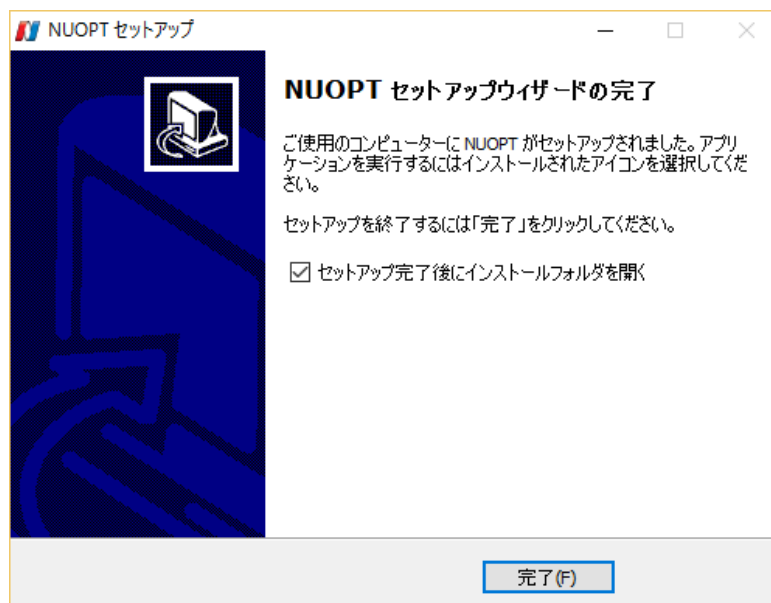 NUOPT セットアップ
NUOPT セットアップウィザードの完了
ご使用のコンピューターに NUOPT がセットアップされました。アプリ
ケーションを実行するにはインストールされたアイコンを選択してくだ
さい。
セットアップを終了するには「完了」をクリックしてください。
セットアップ完了後にインストールフォルダを開く
完了(F)